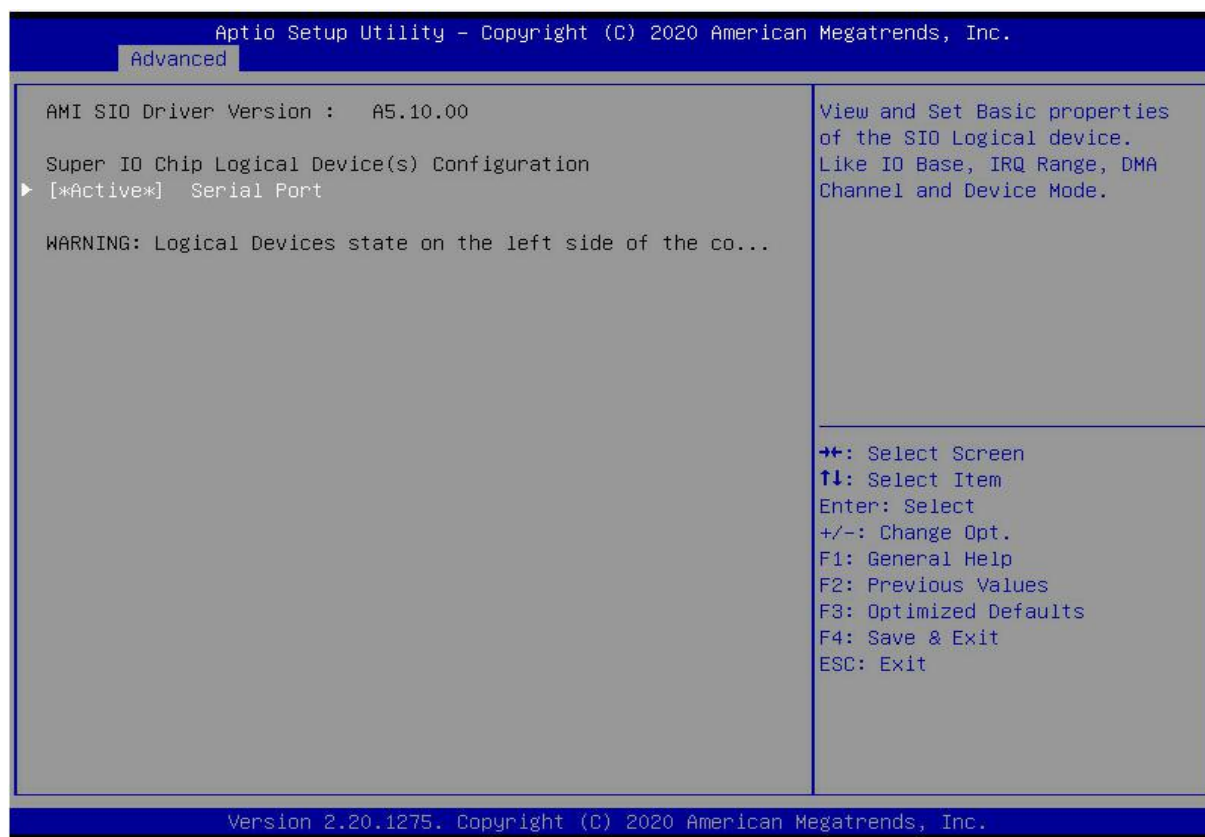 Aptio Setup Utility – Copyright (C) 2020 American Megatrends, Inc.
Advanced
AMI SIO Driver Version :   A5.10.00
Super IO Chip Logical Device(s) Configuration
▶ [*Active*]  Serial Port
WARNING: Logical Devices state on the left side of the co...
View and Set Basic properties
of the SIO Logical device.
Like IO Base, IRQ Range, DMA
Channel and Device Mode.
→←: Select Screen
↑↓: Select Item
Enter: Select
+/-: Change Opt.
F1: General Help
F2: Previous Values
F3: Optimized Defaults
F4: Save & Exit
ESC: Exit
Version 2.20.1275. Copyright (C) 2020 American Megatrends, Inc.